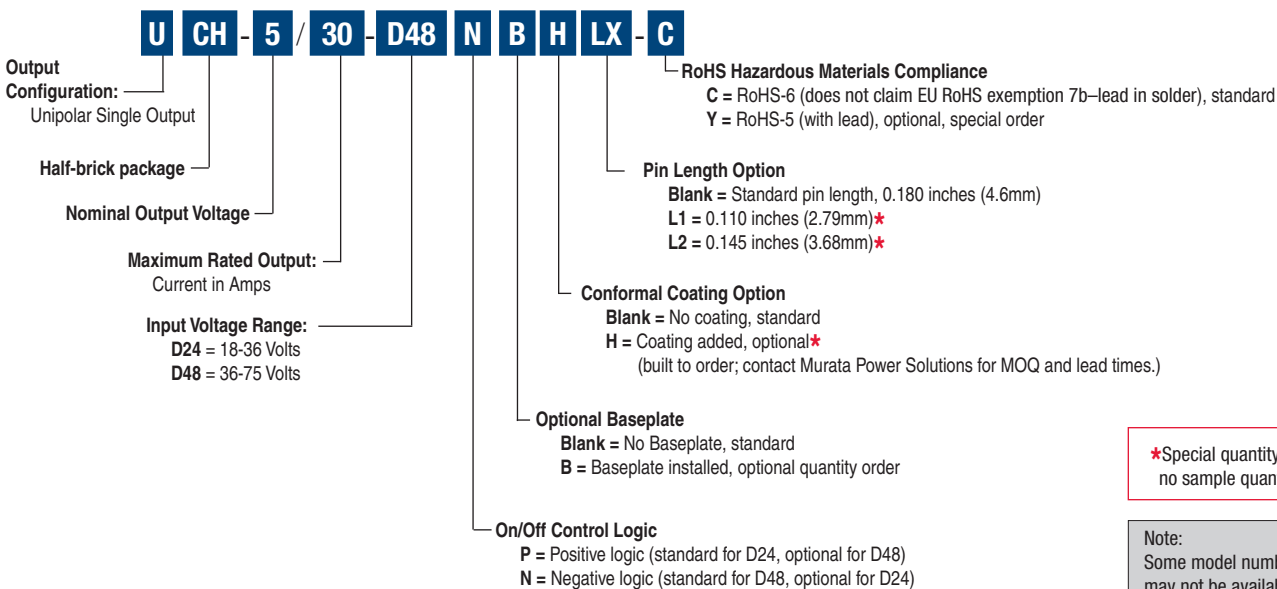 U CH - 5 / 30 - D48 N B H LX - C
Output
Configuration:
Unipolar Single Output
Half-brick package
Nominal Output Voltage
Maximum Rated Output:
Current in Amps
Input Voltage Range:
D24 = 18-36 Volts
D48 = 36-75 Volts
RoHS Hazardous Materials Compliance
C = RoHS-6 (does not claim EU RoHS exemption 7b–lead in solder), standard
Y = RoHS-5 (with lead), optional, special order
Pin Length Option
Blank = Standard pin length, 0.180 inches (4.6mm)
L1 = 0.110 inches (2.79mm)*
L2 = 0.145 inches (3.68mm)*
Conformal Coating Option
Blank = No coating, standard
H = Coating added, optional*
(built to order; contact Murata Power Solutions for MOQ and lead times.)
Optional Baseplate
Blank = No Baseplate, standard
B = Baseplate installed, optional quantity order
On/Off Control Logic
P = Positive logic (standard for D24, optional for D48)
N = Negative logic (standard for D48, optional for D24)
*Special quantity
no sample quan
Note:
Some model numb
may not be availab